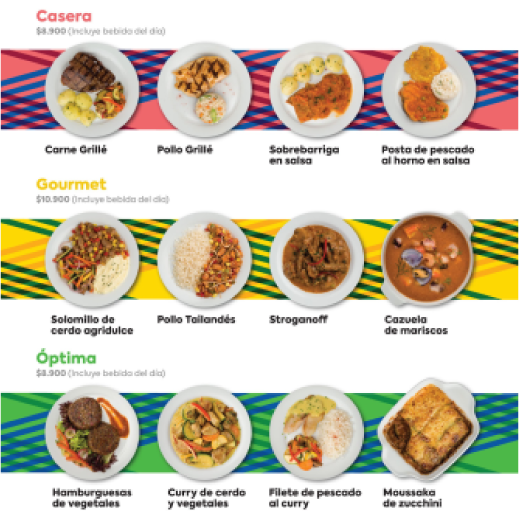 Casera
$8.900 (Incluye bebida del día)
Carne Grillé
Pollo Grillé
Sobrebarriga
en salsa
Posta de pescado
al horno en salsa
Gourmet
$10.900 (Incluye bebida del día)
Solomillo de
cerdo agridulce
Pollo Tailandés
Stroganoff
Cazuela
de mariscos
Óptima
$8.900 (Incluye bebida del día)
Hamburguesas
de vegetales
Curry de cerdo
y vegetales
Filete de pescado
al curry
Moussaka
de zucchini